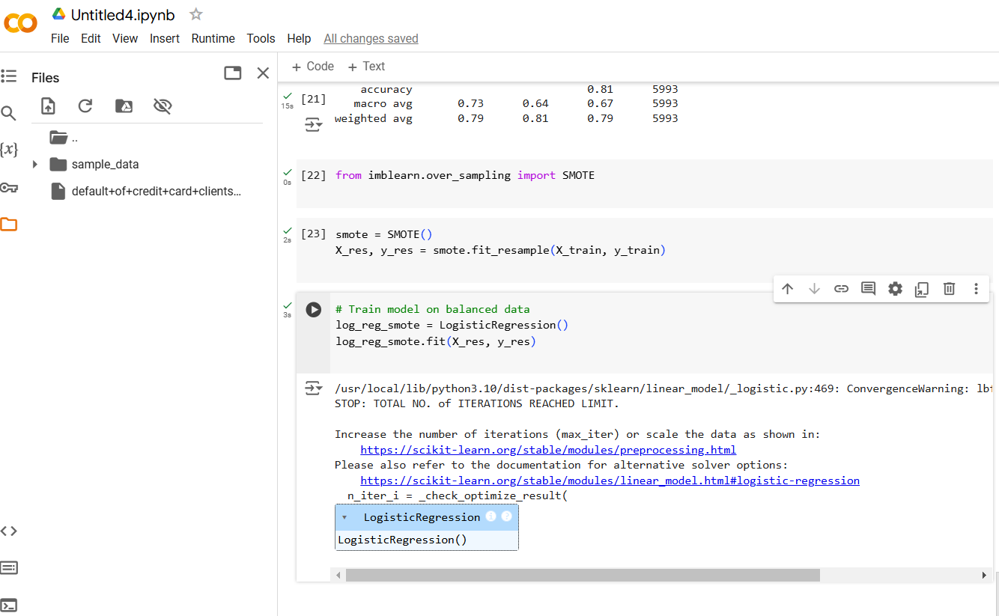 Untitled4.ipynb
File Edit View Insert Runtime Tools Help All changes saved
Files
+ Code + Text
..
sample_data
default+of+credit+card+clients...
{x}
15s
[21]
accuracy 0.81 5993
macro avg 0.73 0.64 0.67 5993
weighted avg 0.79 0.81 0.79 5993
0s
[22] from imblearn.over_sampling import SMOTE
2s
[23] smote = SMOTE()
X_res, y_res = smote.fit_resample(X_train, y_train)
3s
# Train model on balanced data
log_reg_smote = LogisticRegression()
log_reg_smote.fit(X_res, y_res)
/usr/local/lib/python3.10/dist-packages/sklearn/linear_model/_logistic.py:469: ConvergenceWarning:
STOP: TOTAL NO. of ITERATIONS REACHED LIMIT.
Increase the number of iterations (max_iter) or scale the data as shown in:
https://scikit-learn.org/stable/modules/preprocessing.html
Please also refer to the documentation for alternative solver options:
https://scikit-learn.org/stable/modules/linear_model.html#logistic-regression
n_iter_i = _check_optimize_result(
LogisticRegression i ?
LogisticRegression()